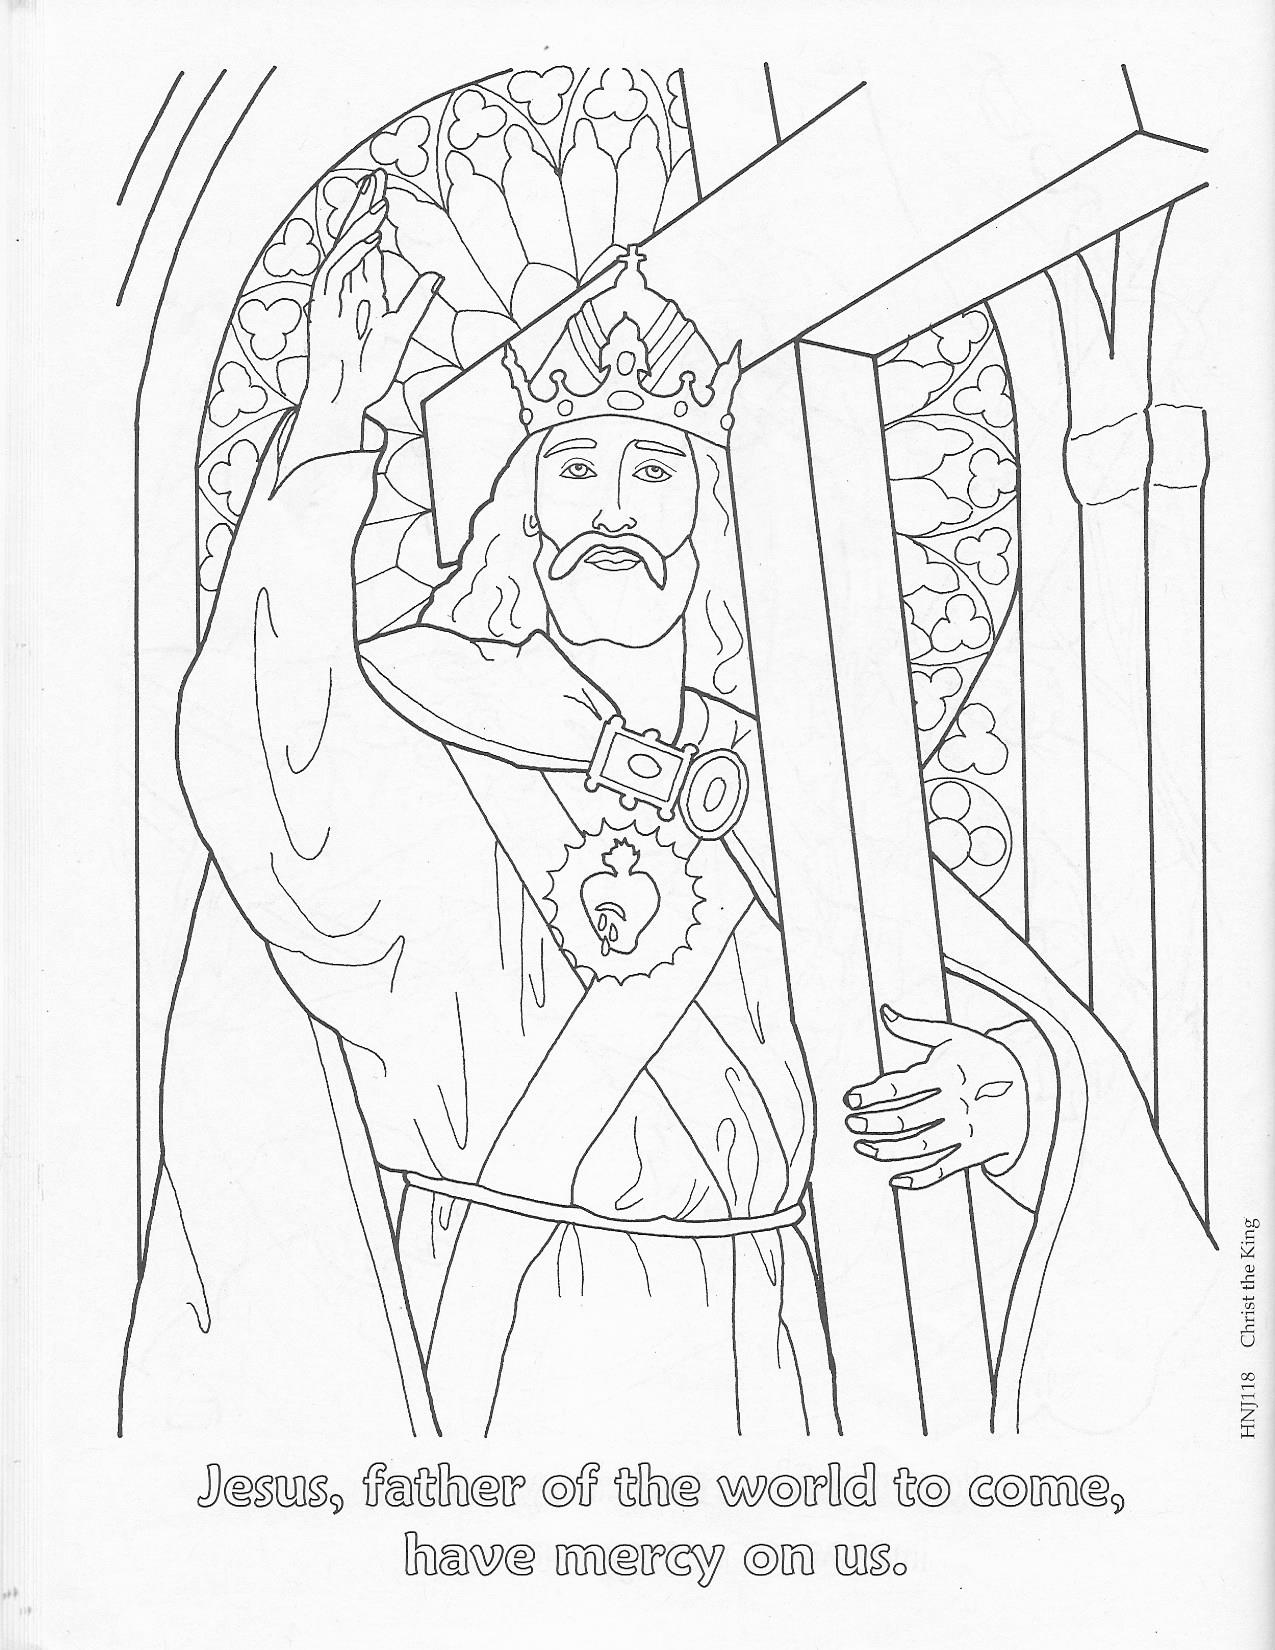 Jesus, father of the world to come,
have mercy on us.
HNJ118 Christ the King